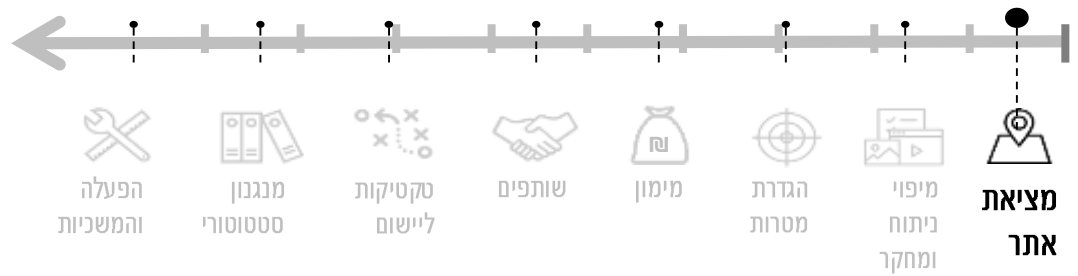 מציאת
אתר
מיפוי
ניתוח
ומחקר
הגדרת
מטרות
₪
מימון
שותפים
טקטיקות
ליישום
מנגנון
סטטוטורי
הפעלה
והמשכיות